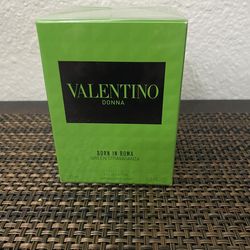 VALENTINO
DONNA
BORN IN ROMA
GREEN STRAVAGANZA